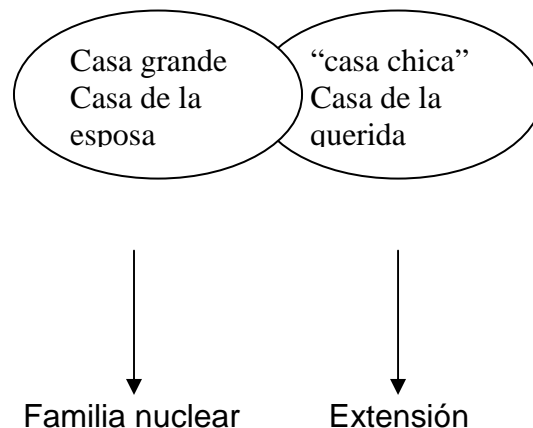 Casa grande
Casa de la
esposa
“casa chica”
Casa de la
querida
Familia nuclear
Extensión